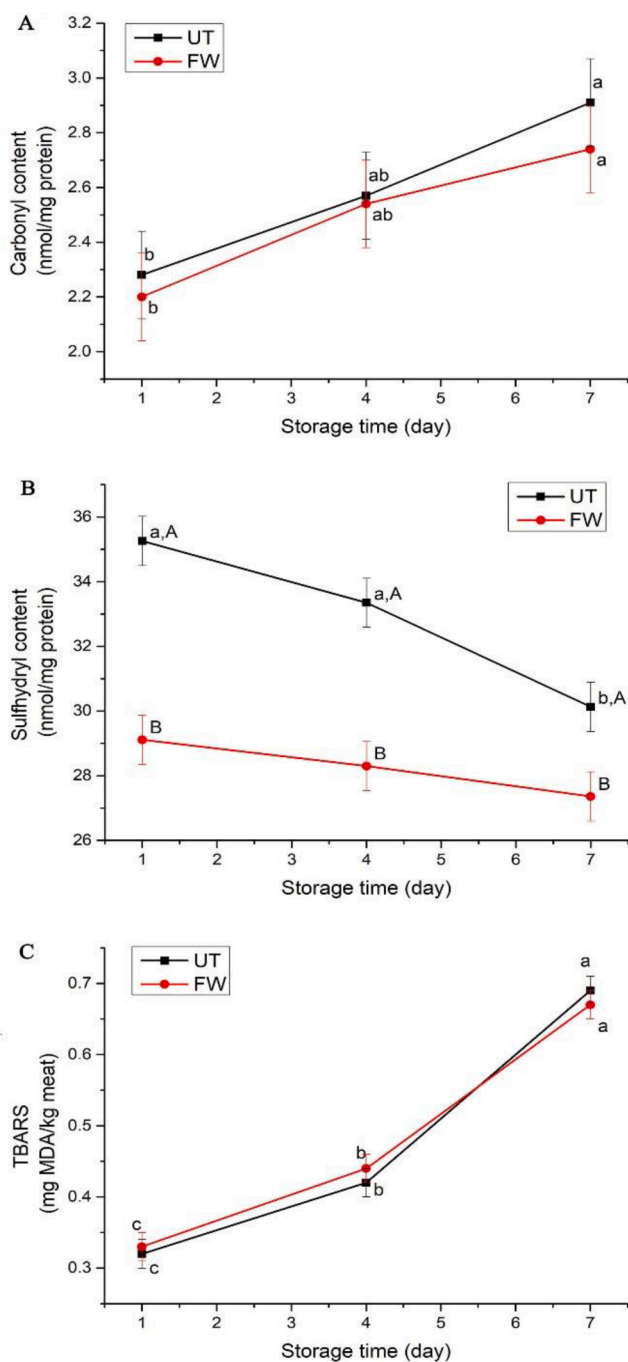 A
UT
FW
Carbonyl content
(nmol/mg protein)
3.2
3.0
2.8
2.6
2.4
2.2
2.0
b
b
ab
ab
a
a
1 2 3 4 5 6 7
Storage time (day)
B
UT
FW
Sulfhydryl content
(nmol/mg protein)
36
34
32
30
28
26
a,A
a,A
b,A
B
B
B
1 2 3 4 5 6 7
Storage time (day)
C
UT
FW
TBARS
(mg MDA/kg meat)
0.7
0.6
0.5
0.4
0.3
c
c
b
b
a
a
1 2 3 4 5 6 7
Storage time (day)